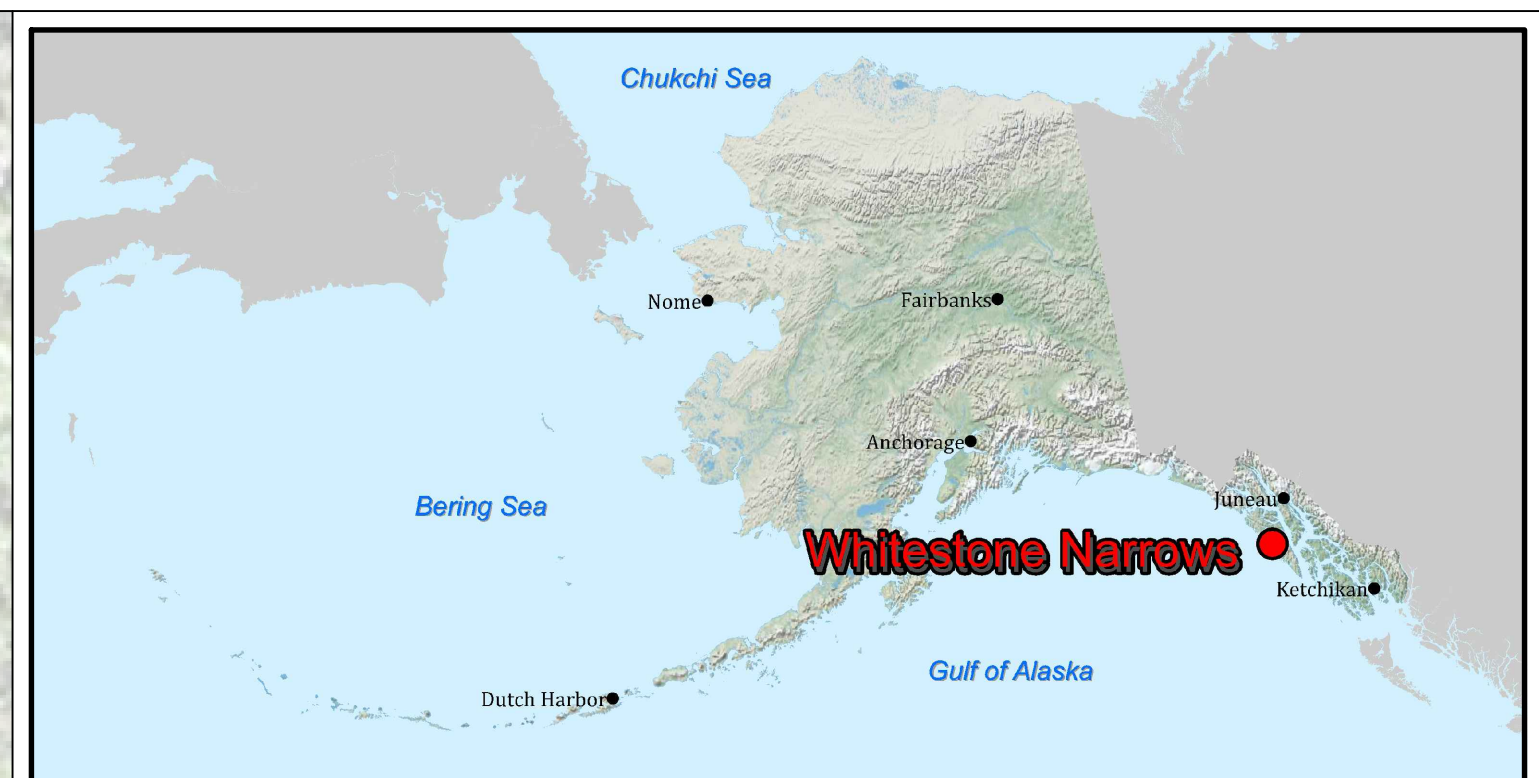 Chukchi Sea
Nome
Fairbanks
Anchorage
Juneau
Bering Sea
Whitestone Narrows
Ketchikan
Gulf of Alaska
Dutch Harbor